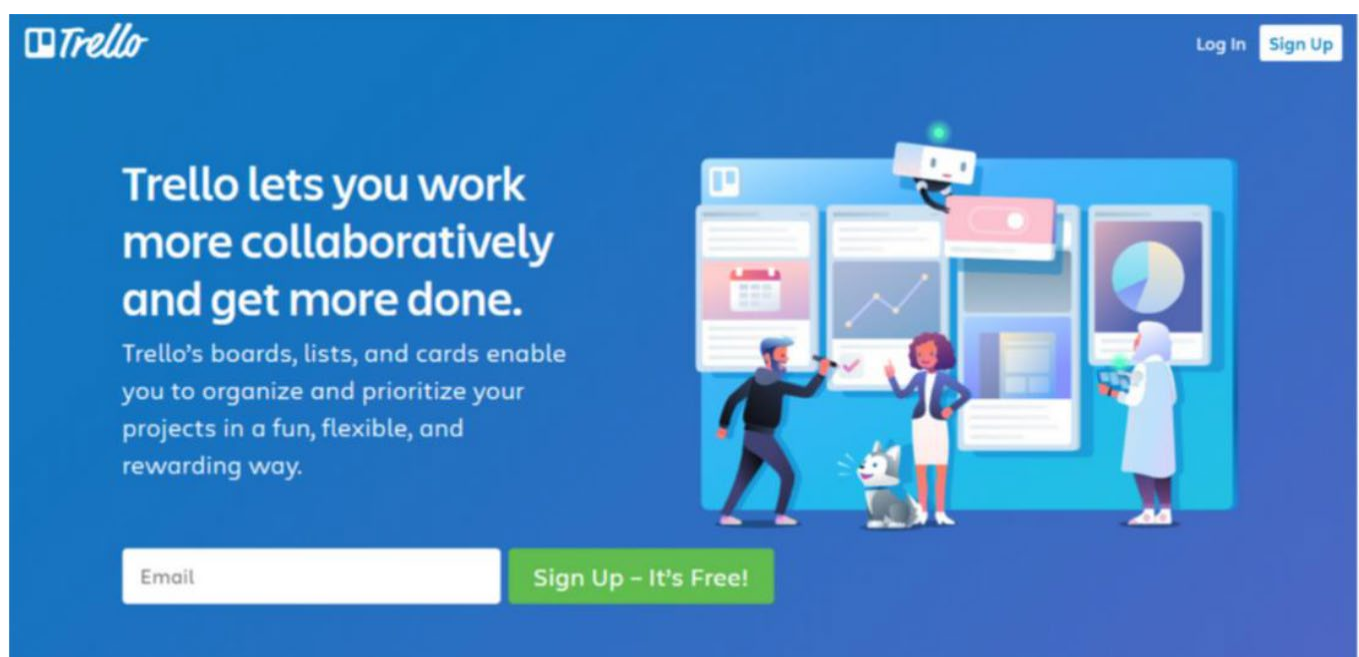 Trello
Log In
Sign Up
Trello lets you work
more collaboratively
and get more done.
Trello's boards, lists, and cards enable
you to organize and prioritize your
projects in a fun, flexible, and
rewarding way.
Email
Sign Up – It's Free!